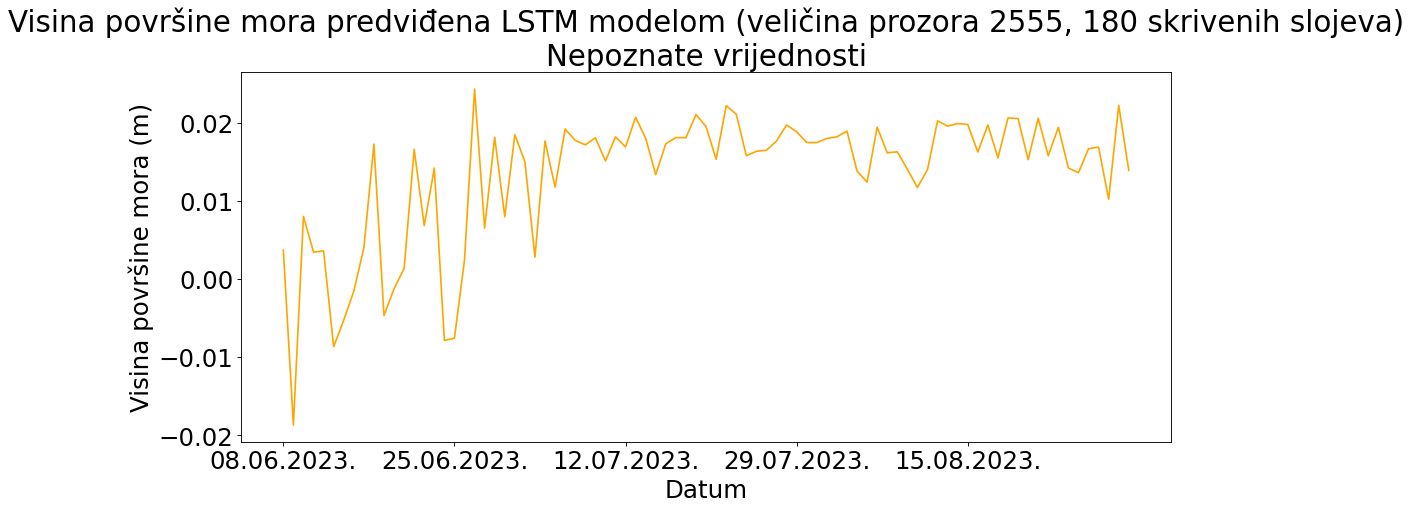 Visina površine mora predviđena LSTM modelom (veličina prozora 2555, 180 skrivenih slojeva)
Nepoznate vrijednosti
Visina površine mora (m)
0.02
0.01
0.00
−0.01
−0.02
08.06.2023. 25.06.2023. 12.07.2023. 29.07.2023. 15.08.2023.
Datum